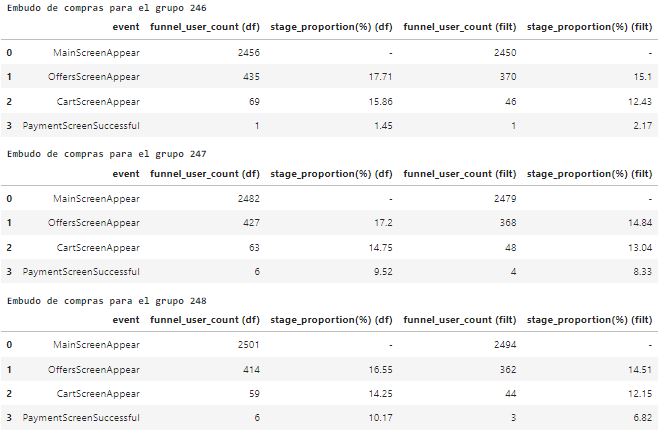 Embudo de compras para el grupo 246
event funnel_user_count (df) stage_proportion(%) (df) funnel_user_count (filt) stage_proportion(%) (filt)
0 MainScreenAppear 2456 - 2450 -
1 OffersScreenAppear 435 17.71 370 15.1
2 CartScreenAppear 69 15.86 46 12.43
3 PaymentScreenSuccessful 1 1.45 1 2.17
Embudo de compras para el grupo 247
event funnel_user_count (df) stage_proportion(%) (df) funnel_user_count (filt) stage_proportion(%) (filt)
0 MainScreenAppear 2482 - 2479 -
1 OffersScreenAppear 427 17.2 368 14.84
2 CartScreenAppear 63 14.75 48 13.04
3 PaymentScreenSuccessful 6 9.52 4 8.33
Embudo de compras para el grupo 248
event funnel_user_count (df) stage_proportion(%) (df) funnel_user_count (filt) stage_proportion(%) (filt)
0 MainScreenAppear 2501 - 2494 -
1 OffersScreenAppear 414 16.55 362 14.51
2 CartScreenAppear 59 14.25 44 12.15
3 PaymentScreenSuccessful 6 10.17 3 6.82